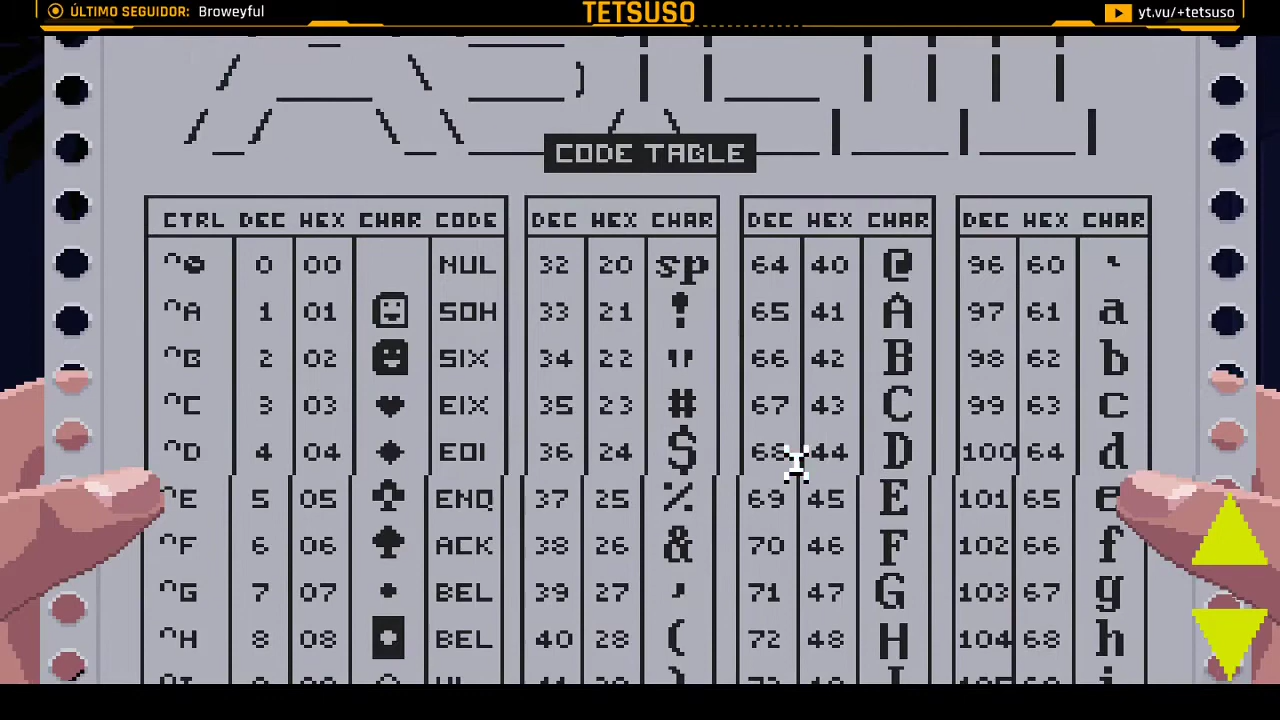 ÚLTIMO SEGUIDOR: Broweyful
TETSUSO
yt.vu/+tetsuso
CODE TABLE
CTRL DEC HEX CHAR CODE DEC HEX CHAR DEC HEX CHAR DEC HEX CHAR
^@ 0 00 NUL 32 20 sp 64 40 @ 96 60 `
^A 1 01 ☺ SOH 33 21 ! 65 41 A 97 61 a
^B 2 02 ☻ SIX 34 22 " 66 42 B 98 62 b
^C 3 03 ♥ EIX 35 23 # 67 43 C 99 63 c
^D 4 04 ♦ EOI 36 24 $ 68 44 D 100 64 d
^E 5 05 ♣ ENQ 37 25 % 69 45 E 101 65 e
^F 6 06 ♠ ACK 38 26 & 70 46 F 102 66 f
^G 7 07 • BEL 39 27 ' 71 47 G 103 67 g
^H 8 08 ◘ BEL 40 28 ( 72 48 H 104 68 h